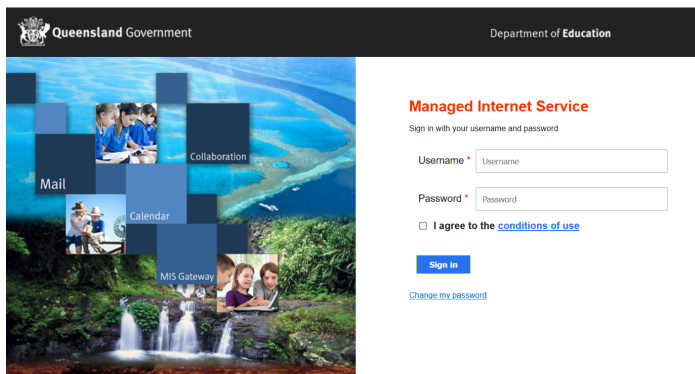 Queensland Government
Department of Education
Collaboration
Mail
Calendar
MIS Gateway
Managed Internet Service
Sign in with your username and password
Username * Username
Password * Password
I agree to the conditions of use
Sign in
Change my password